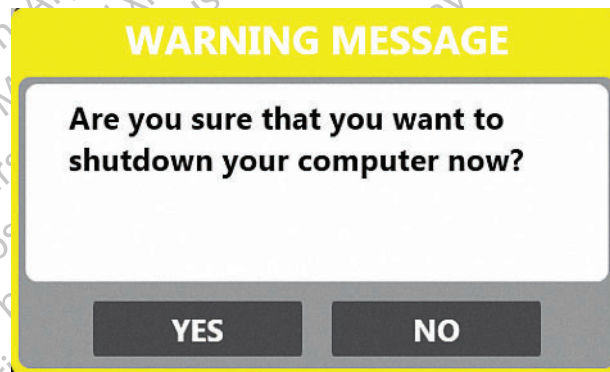 WARNING MESSAGE
Are you sure that you want to
shutdown your computer now?
YES
NO